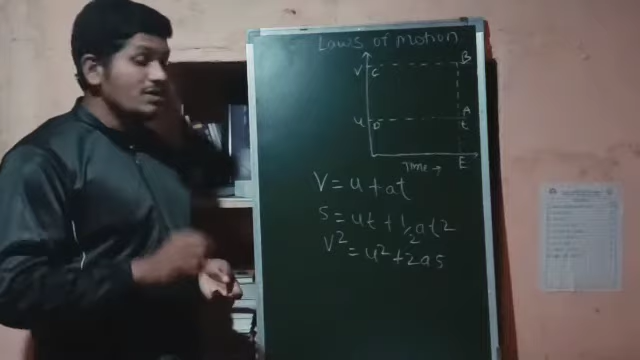 Laws of motion
V C B
u D A
t
Time → E
V = u + at
S = ut + 1/2 at2
V² = u² + 2as